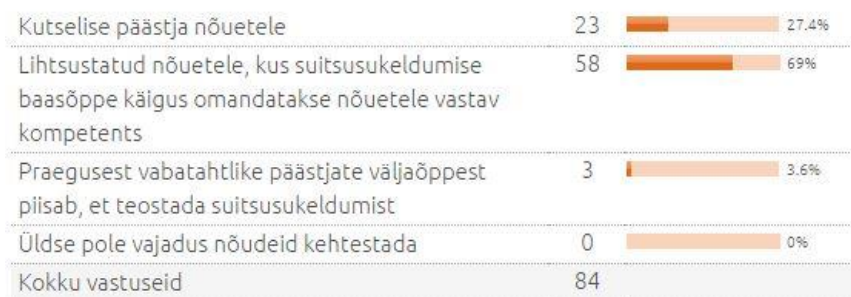 Kutselise päästja nõuetele 23 27.4%
Lihtsustatud nõuetele, kus suitsusukeldumise 58 69%
baasõppe käigus omandatakse nõuetele vastav
kompetents
Praegusest vabatahtlike päästjate väljaõppest 3 3.6%
piisab, et teostada suitsusukeldumist
Üldse pole vajadus nõudeid kehtestada 0 0%
Kokku vastuseid 84